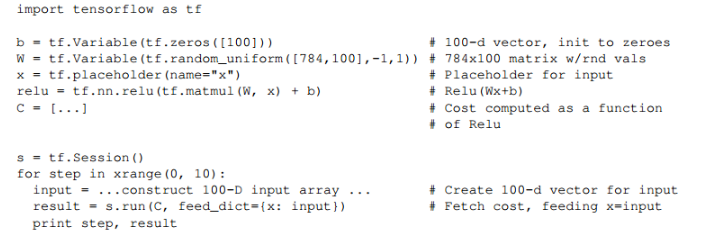 import tensorflow as tf
b = tf.Variable(tf.zeros([100])) # 100-d vector, init to zeroes
W = tf.Variable(tf.random_uniform([784,100],-1,1)) # 784x100 matrix w/rnd vals
x = tf.placeholder(name="x") # Placeholder for input
relu = tf.nn.relu(tf.matmul(W, x) + b) # Relu(Wx+b)
C = [...] # Cost computed as a function
# of Relu
s = tf.Session()
for step in xrange(0, 10):
input = ...construct 100-D input array ... # Create 100-d vector for input
result = s.run(C, feed_dict={x: input}) # Fetch cost, feeding x=input
print step, result